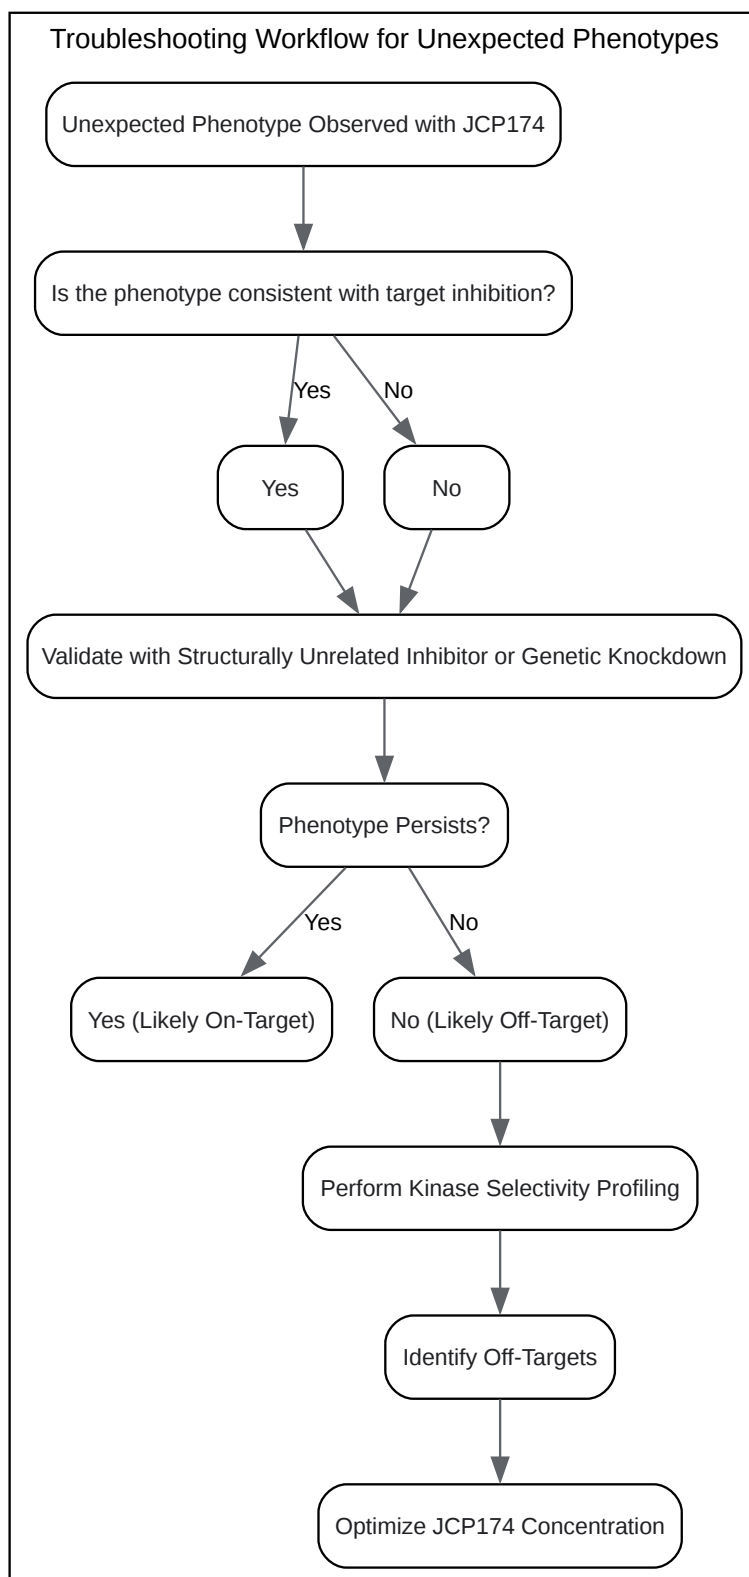 Troubleshooting Workflow for Unexpected Phenotypes
Unexpected Phenotype Observed with JCP174
Is the phenotype consistent with target inhibition?
Yes
No
Yes
No
Validate with Structurally Unrelated Inhibitor or Genetic Knockdown
Phenotype Persists?
Yes
No
Yes (Likely On-Target)
No (Likely Off-Target)
Perform Kinase Selectivity Profiling
Identify Off-Targets
Optimize JCP174 Concentration